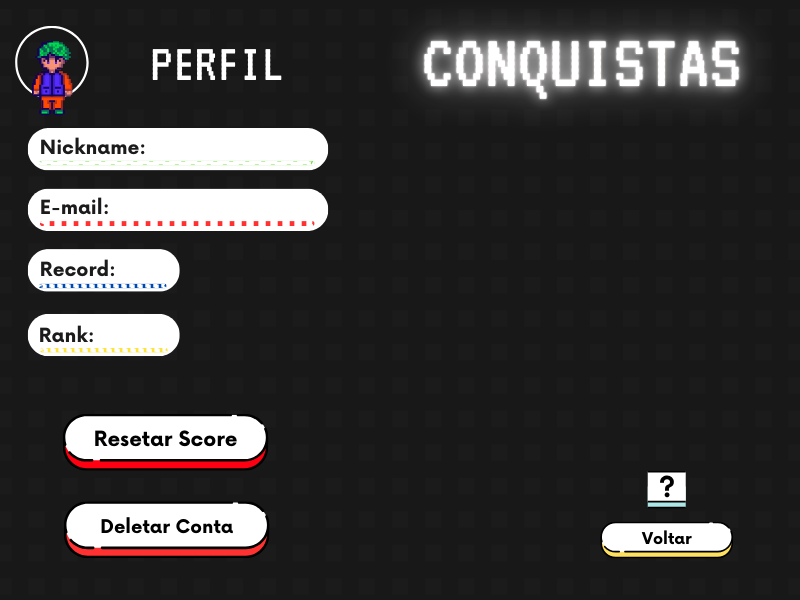 PERFIL
CONQUISTAS
Nickname:
E-mail:
Record:
Rank:
Resetar Score
Deletar Conta
?
Voltar